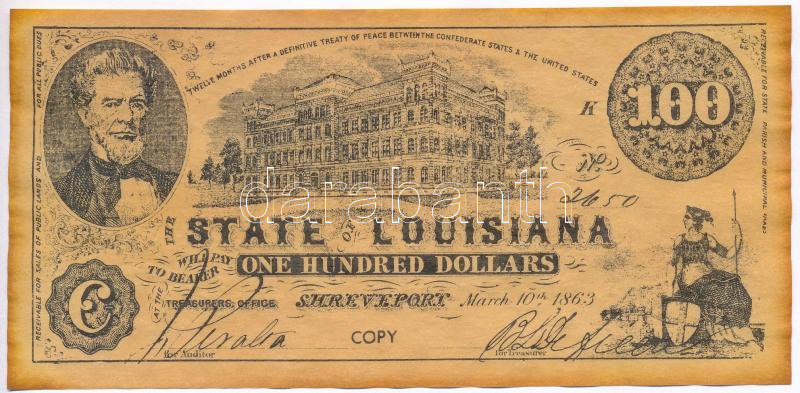 TWELVE MONTHS AFTER A DEFINITIVE TREATY OF PEACE BETWEEN THE CONFEDERATE STATES & THE UNITED STATES
FOR ALL PUBLIC DUES
RECEIVABLE FOR SALES OF PUBLIC LANDS AND
K
100
RECEIVABLE FOR STATE PARISH AND MUNICIPAL
No.
2650
darabanth
THE STATE OF LOUISIANA
WILL PAY
TO BEARER
ONE HUNDRED DOLLARS
C
AT THE
TREASURERS, OFFICE,
SHREVEPORT
March 10th 1863
Peralta
COPY
for Auditor
for Treasurer